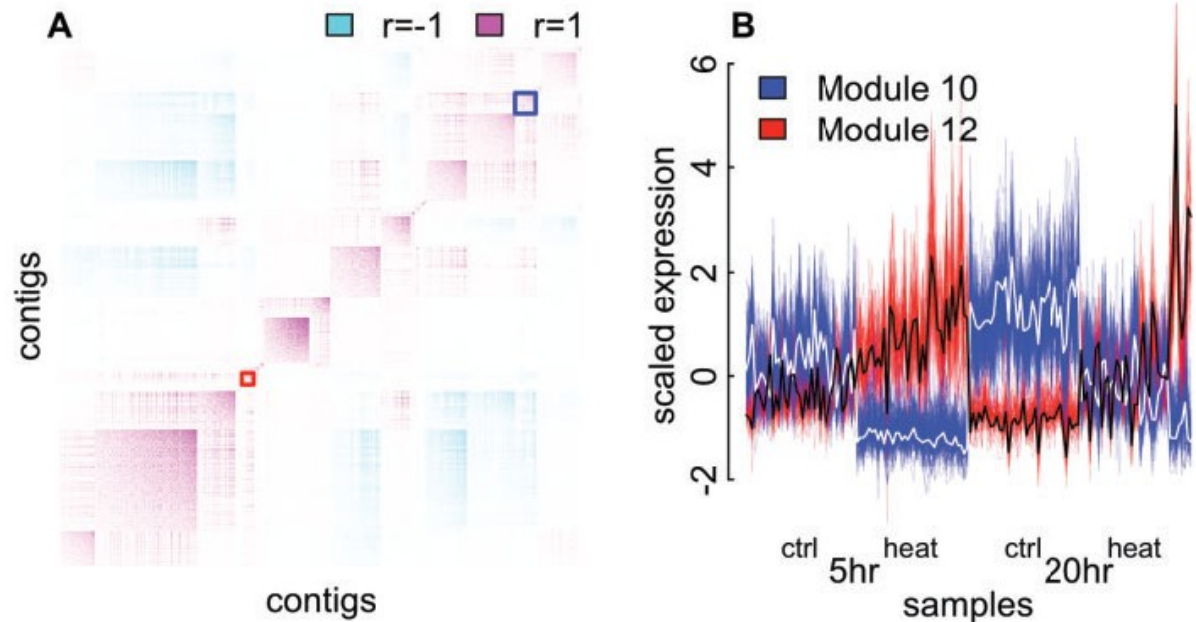 A
r=-1 r=1
contigs
contigs
B
6
4
2
0
-2
scaled expression
Module 10
Module 12
ctrl heat ctrl heat
5hr 20hr
samples